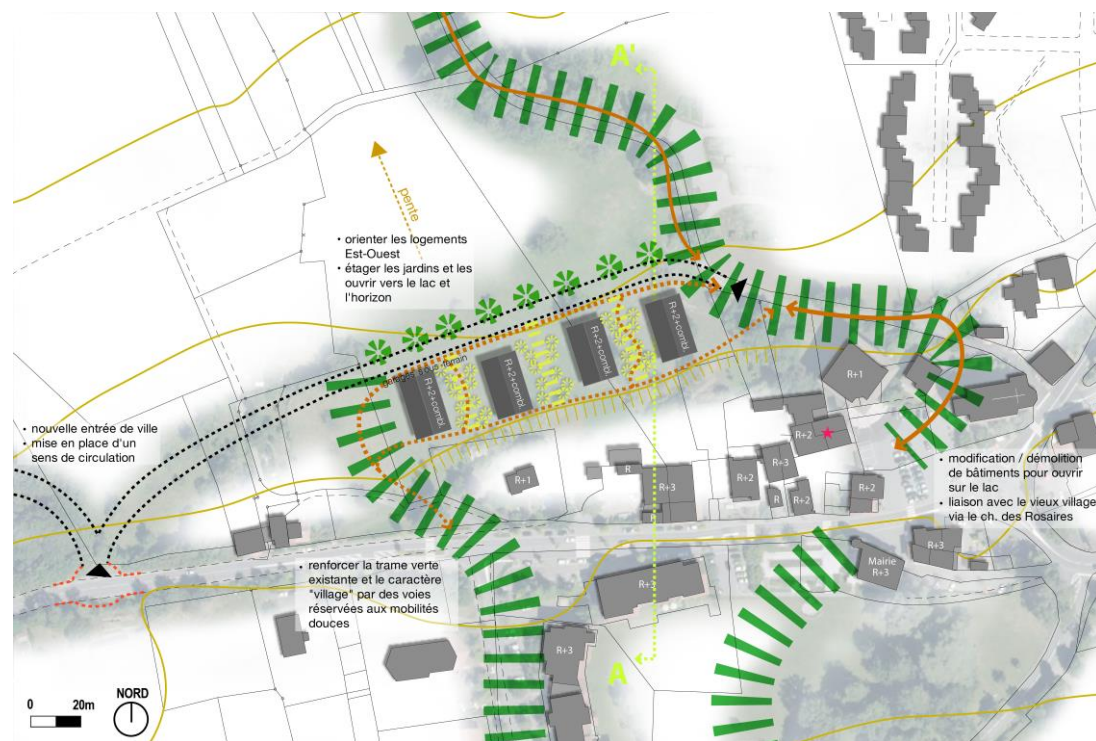 A'
pente
• orienter les logements
Est-Ouest
• étager les jardins et les
ouvrir vers le lac et
l'horizon
R+2+combl.
R+2+combl.
R+2+combl.
R+2+combl.
• nouvelle entrée de ville
• mise en place d'un
sens de circulation
R+1
R+2
R+3
R+2
R
R+3
R+1
R
R+2
R+2
R
• modification / démolition
de bâtiments pour ouvrir
sur le lac
• liaison avec le vieux village
via le ch. des Rosaires
R+3
Mairie
R+3
• renforcer la trame verte
existante et le caractère
"village" par des voies
réservées aux mobilités
douces
R+3
A
0 20m
NORD